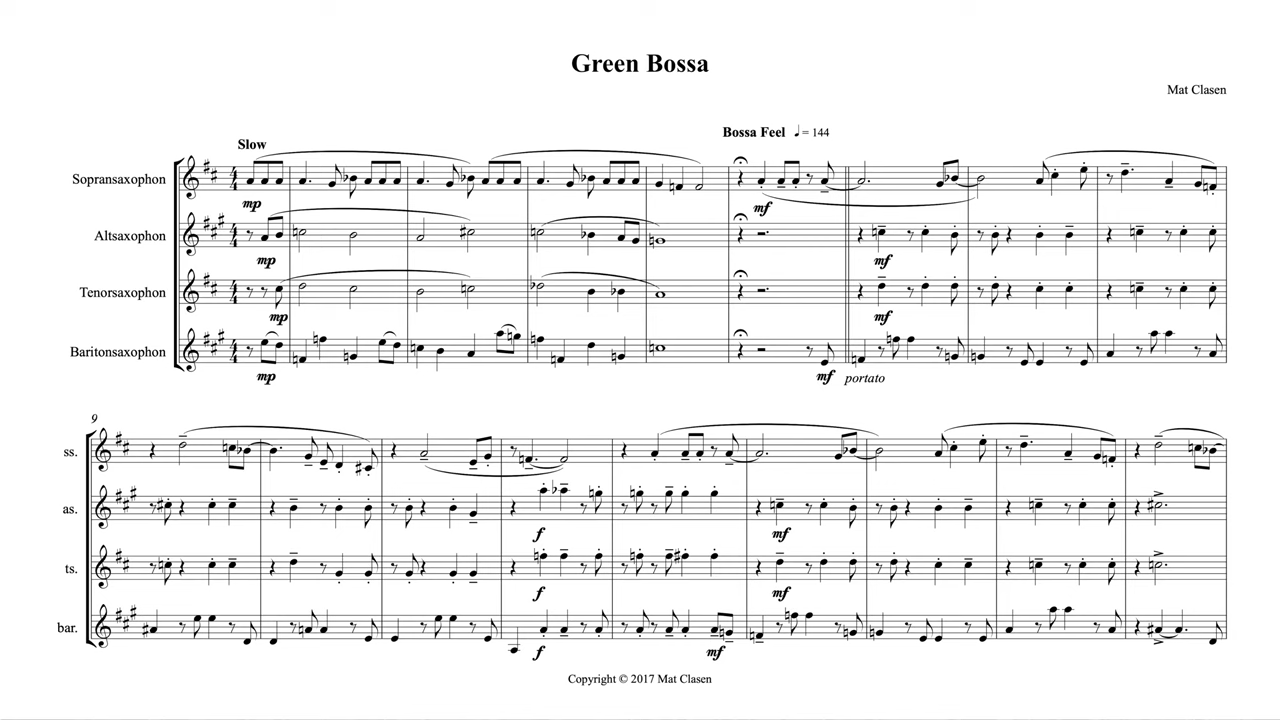 Green Bossa
Mat Clasen
Bossa Feel ♩ = 144
Slow
Sopransaxophon
mp
mf
Altsaxophon
mp
mf
Tenorsaxophon
mp
mf
Baritonsaxophon
mp
mf portato
9
ss.
as.
f
mf
ts.
f
mf
bar.
f
mf
Copyright © 2017 Mat Clasen